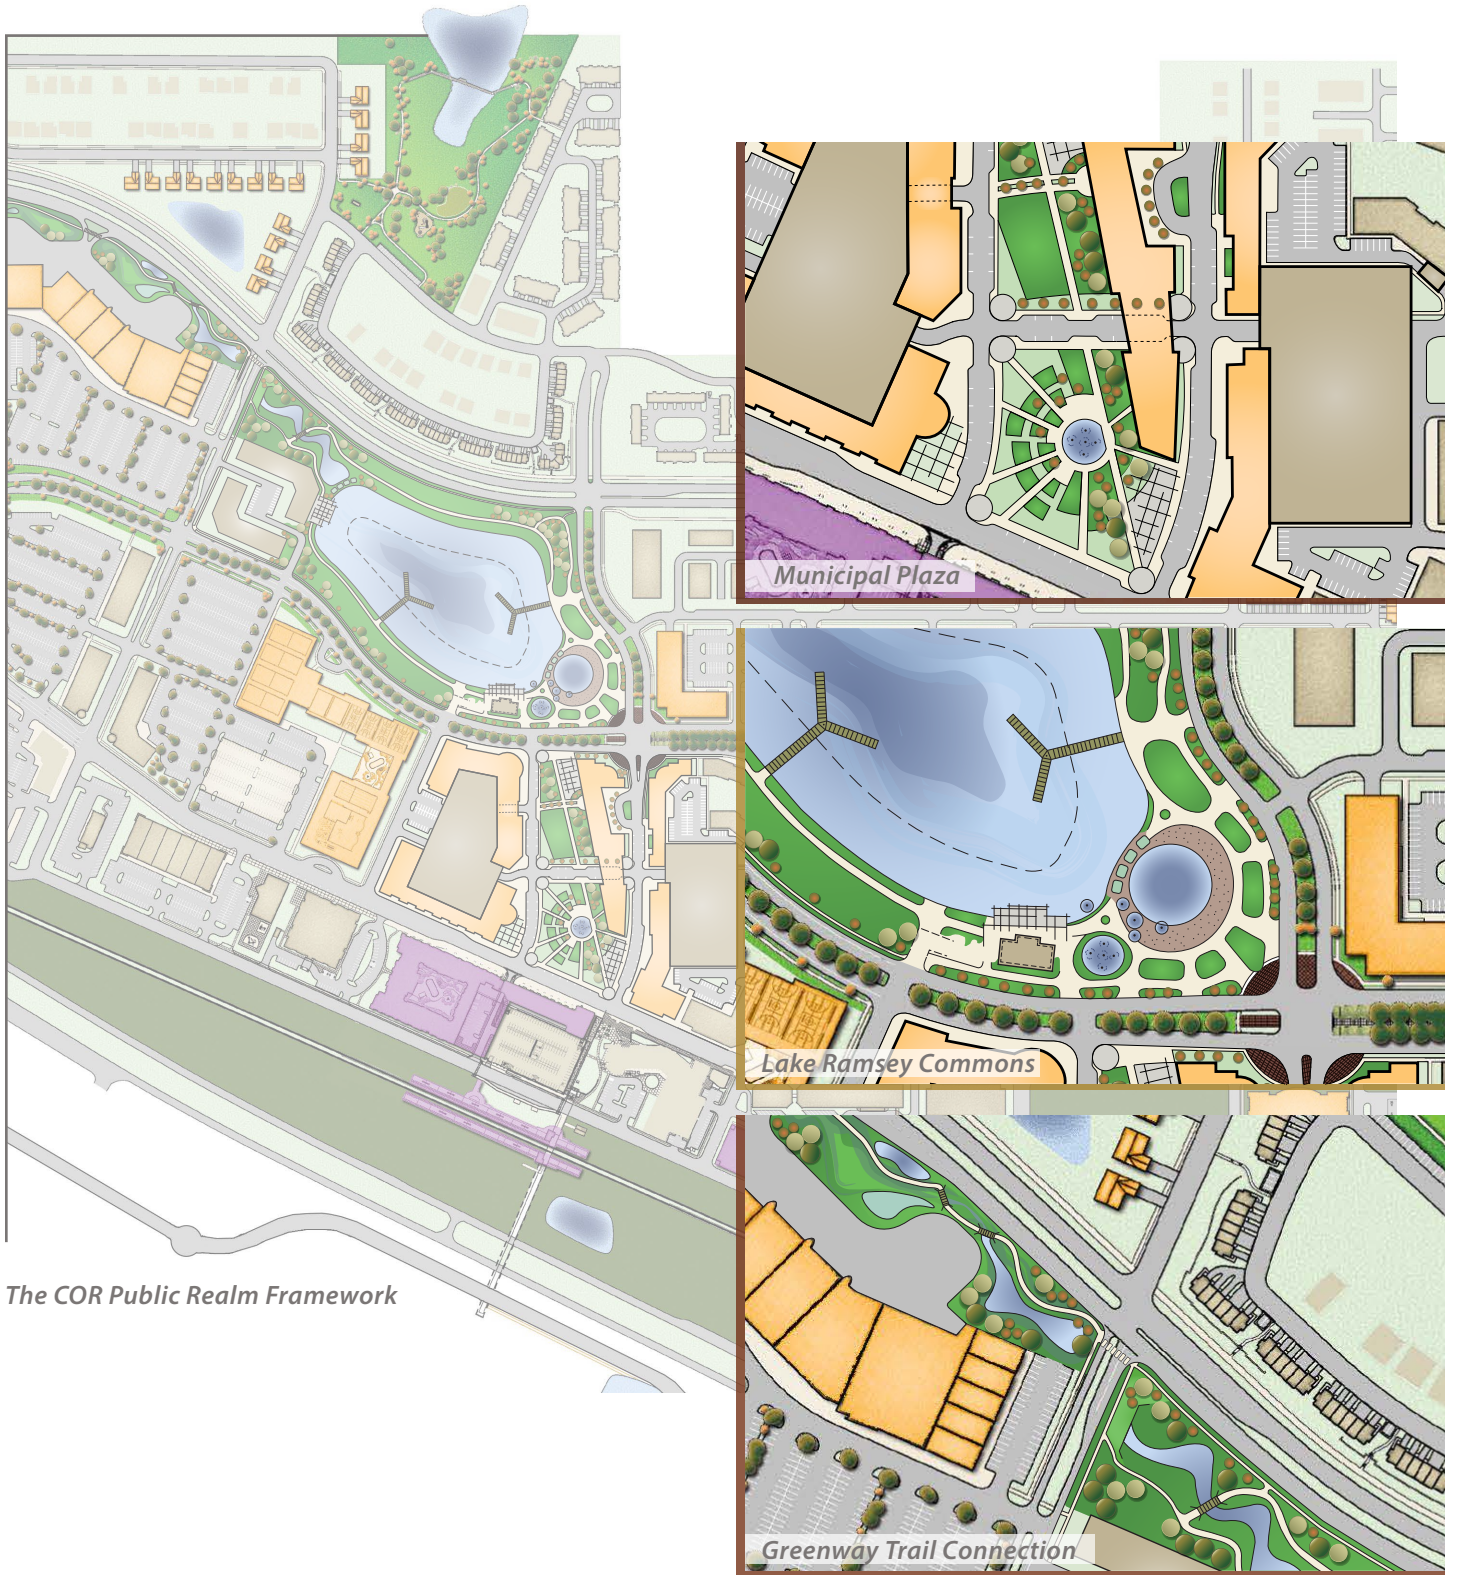 Municipal Plaza
Lake Ramsey Commons
The COR Public Realm Framework
Greenway Trail Connection